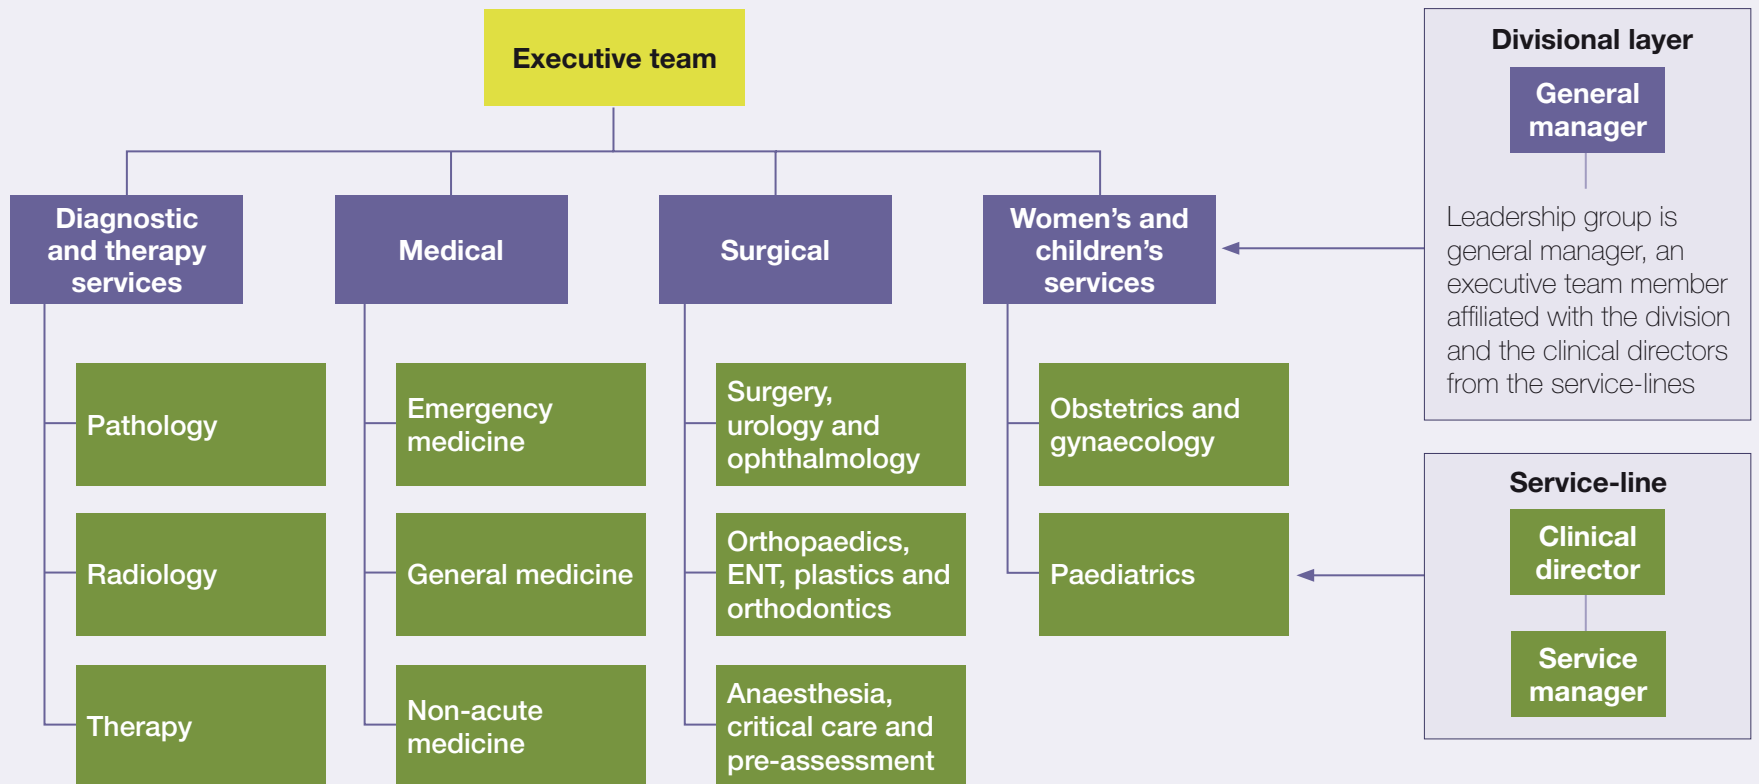 Executive team
Diagnostic
and therapy
services
Medical
Surgical
Women’s and
children’s
services
Pathology
Radiology
Therapy
Emergency
medicine
General medicine
Non-acute
medicine
Surgery,
urology and
ophthalmology
Orthopaedics,
ENT, plastics and
orthodontics
Anaesthesia,
critical care and
pre-assessment
Obstetrics and
gynaecology
Paediatrics
Divisional layer
General
manager
Leadership group is
general manager, an
executive team member
affiliated with the division
and the clinical directors
from the service-lines
Service-line
Clinical
director
Service
manager